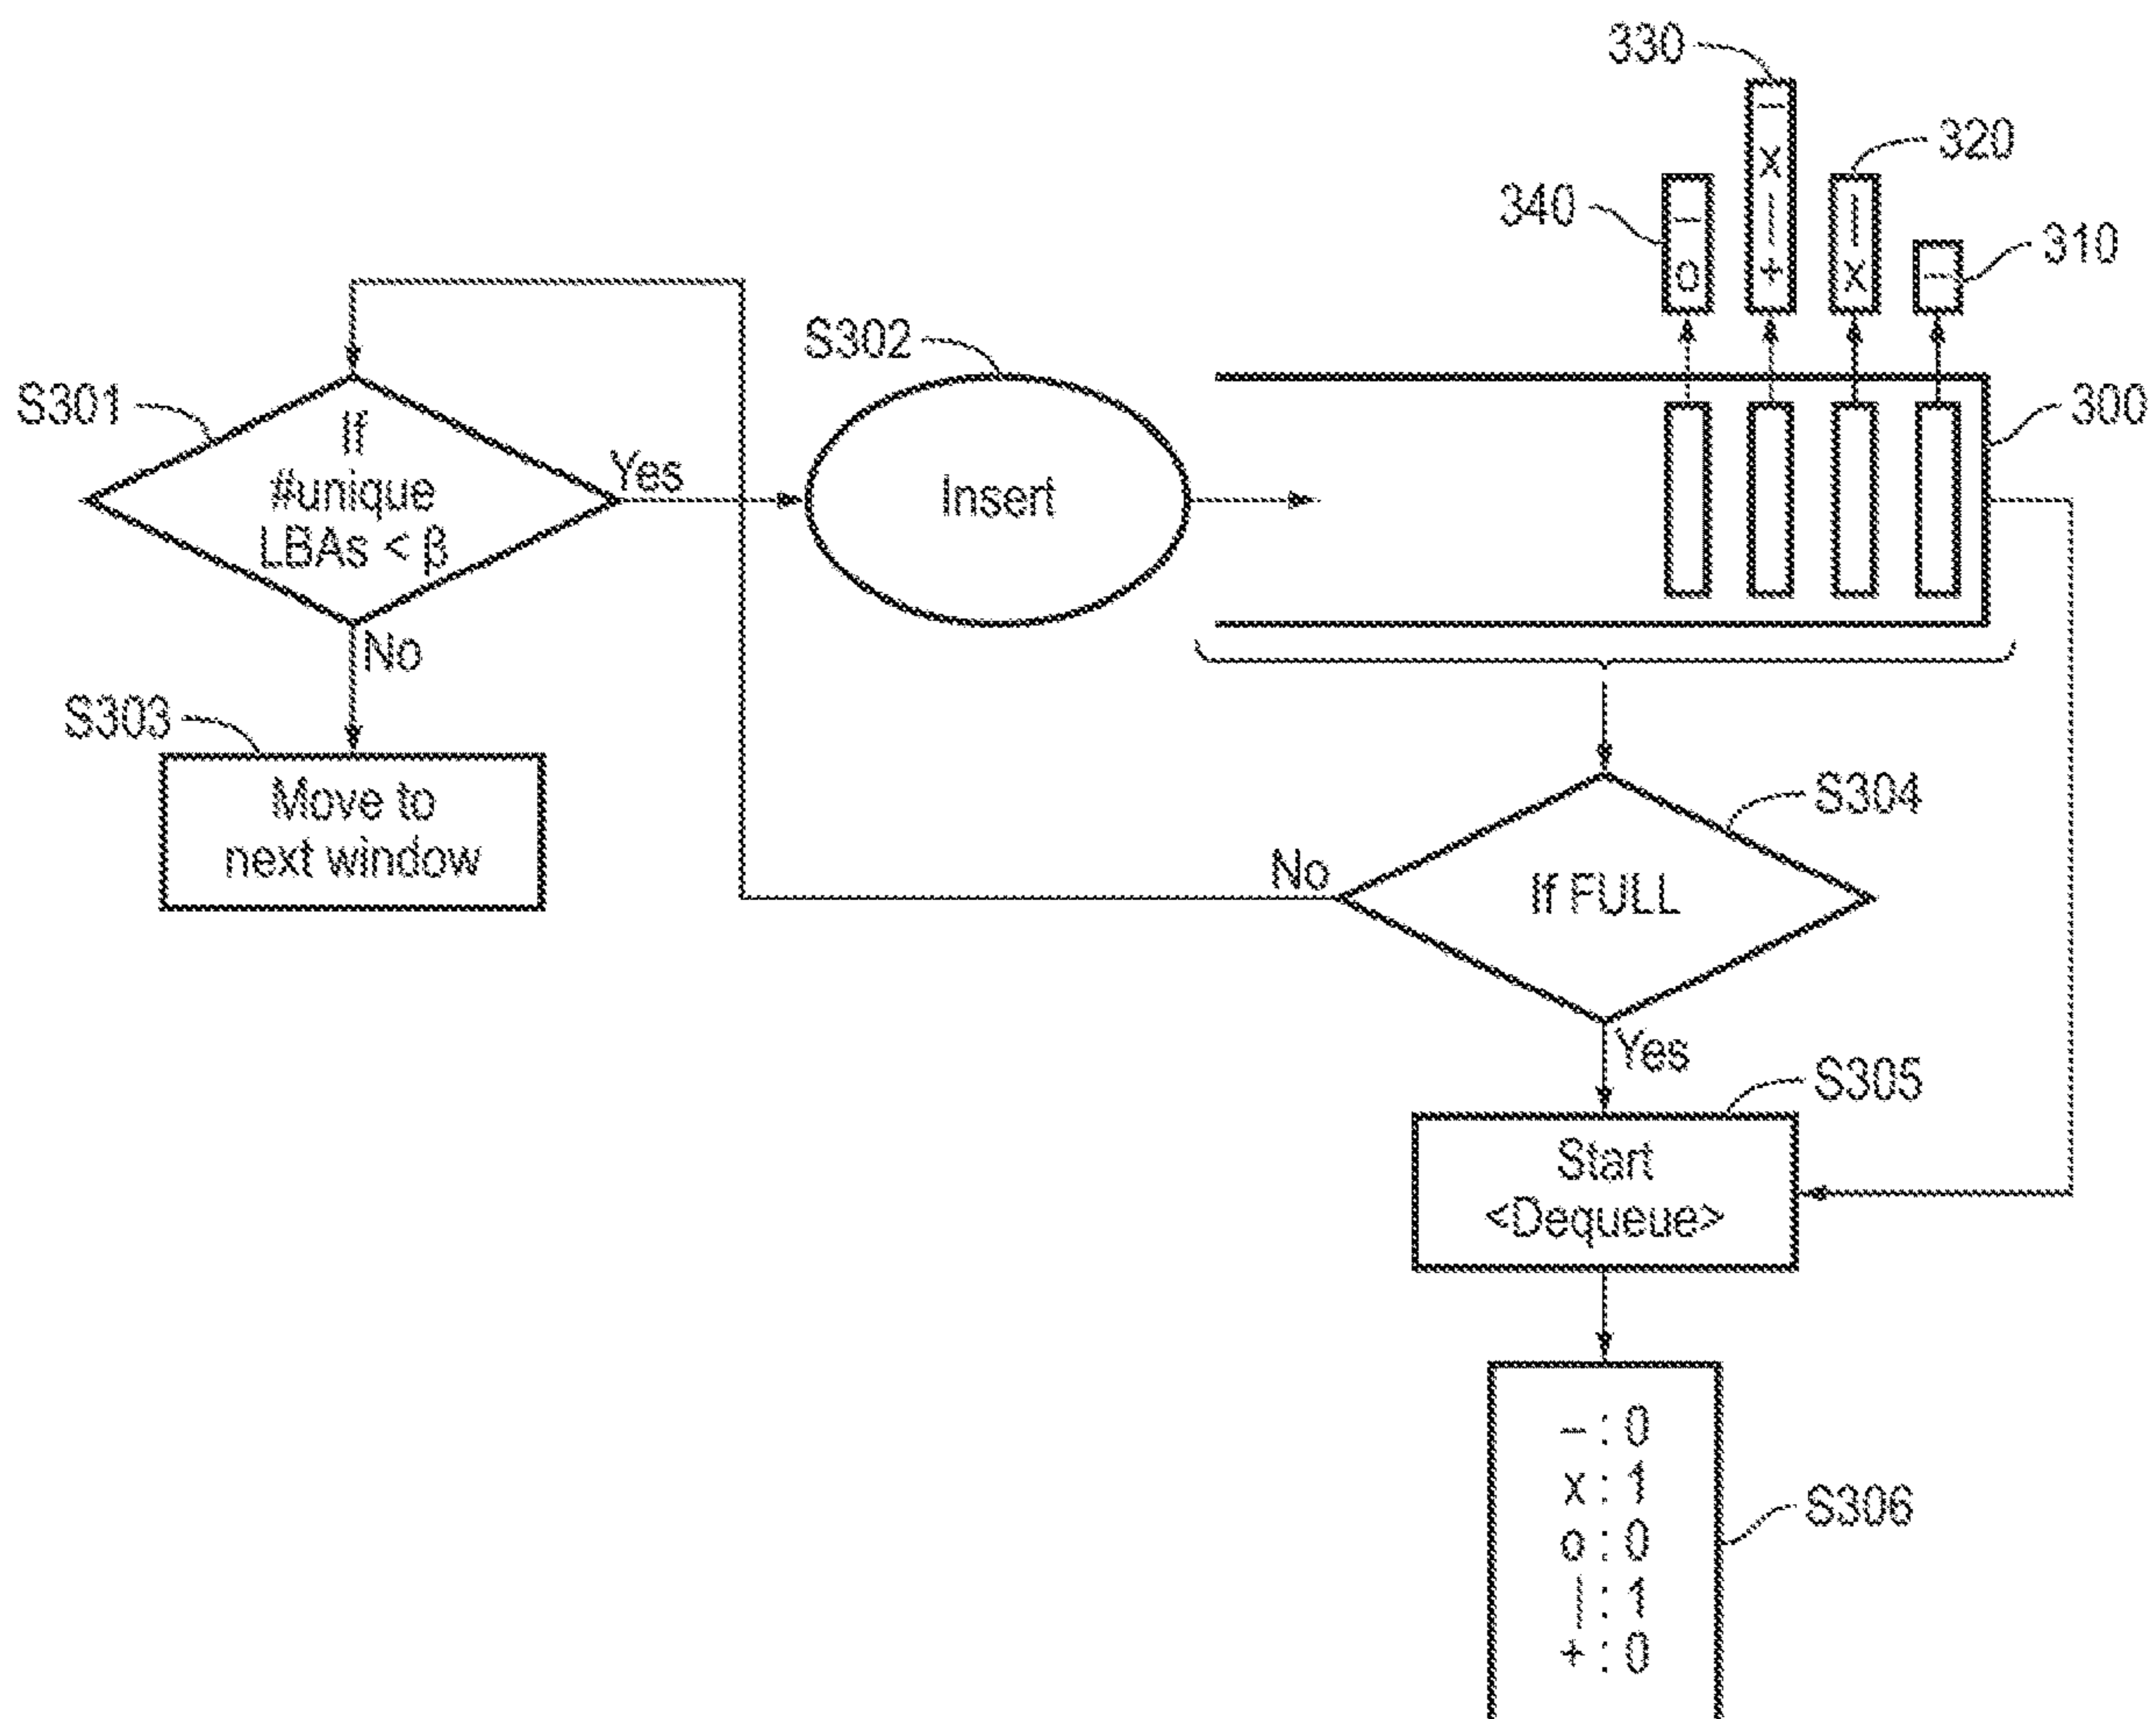 330
–
x
|
+
320
|
x
340
–
o
310
–
S302
S301
300
If
#unique
LBAs < β
Yes
Insert
No
S303
Move to
next window
S304
No
If FULL
Yes
S305
Start
<Dequeue>
– : 0
x : 1
o : 0
| : 1
+ : 0
S306